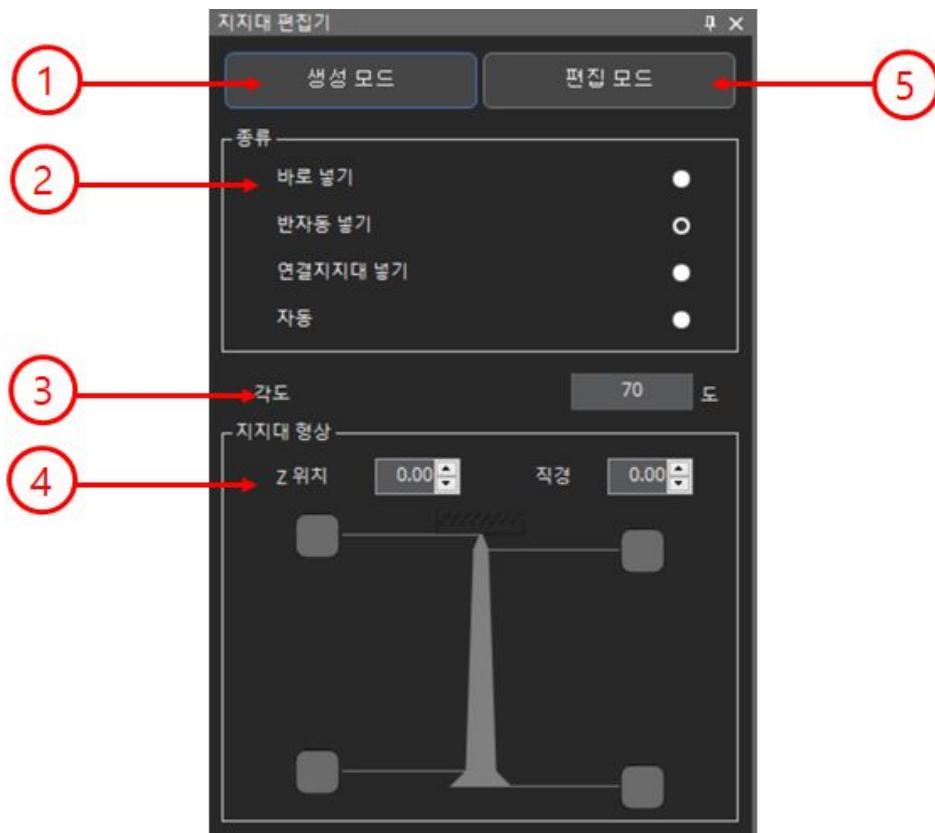 지지대 편집기
1 생성 모드 편집 모드 5
종류
2 바로 넣기
반자동 넣기
연결지지대 넣기
자동
3 각도 70 도
지지대 형상
4 Z 위치 0.00 직경 0.00